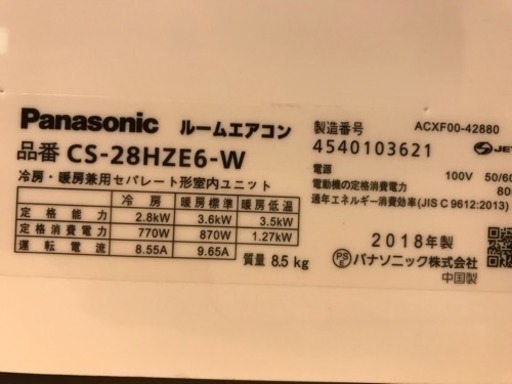 Panasonic ルームエアコン
品番 CS-28HZE6-W
冷房・暖房兼用セパレート形室内ユニット
冷房 暖房標準 暖房低温
定格能力 2.8kW 3.6kW 3.5kW
定格消費電力 770W 870W 1.27kW
運転電流 8.55A 9.65A
質量 8.5 kg
製造番号 ACXF00-42880
4540103621 JET
電源 100V 50/60
電動機の定格消費電力 80
通年エネルギー消費効率(JIS C 9612:2013)
2018年製
PSE パナソニック株式会社
中国製